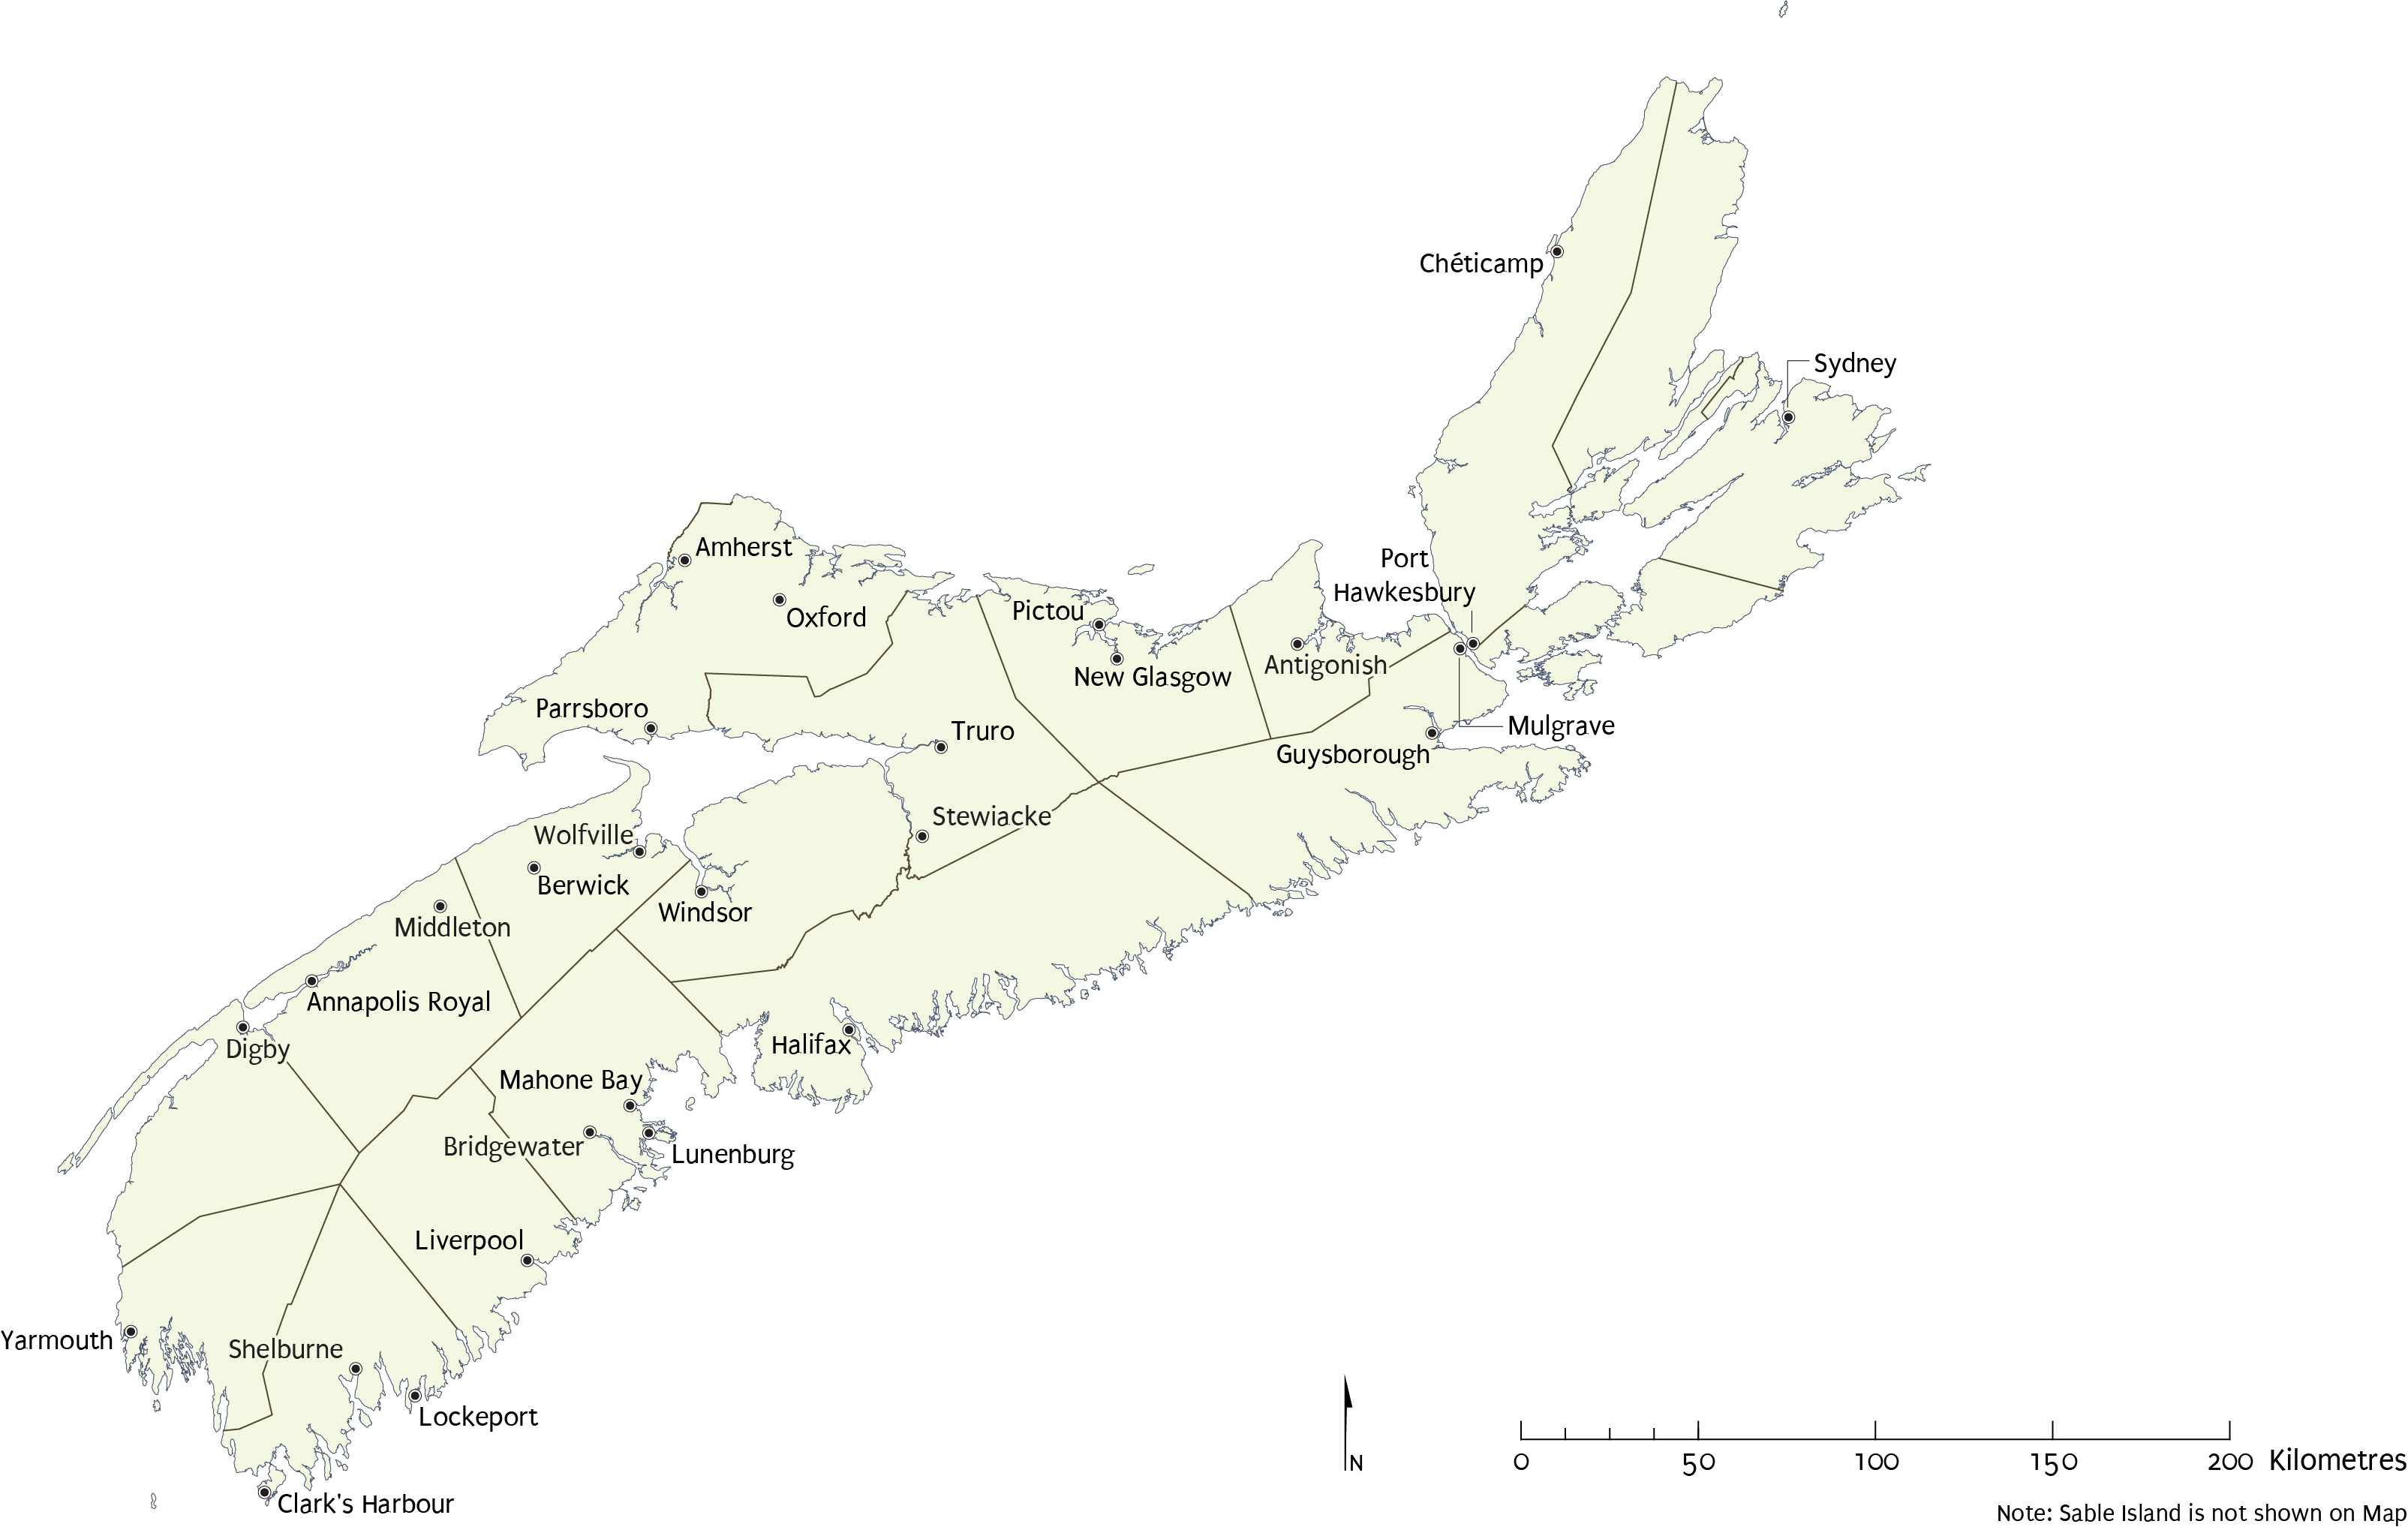 Chéticamp
Sydney
Amherst
Port
Hawkesbury
Oxford
Pictou
Antigonish
New Glasgow
Parrsboro
Truro
Mulgrave
Guysborough
Stewiacke
Wolfville
Berwick
Windsor
Middleton
Annapolis Royal
Digby
Halifax
Mahone Bay
Bridgewater
Lunenburg
Liverpool
Yarmouth
Shelburne
Lockeport
Clark's Harbour
N
0 50 100 150 200 Kilometres
Note: Sable Island is not shown on Map